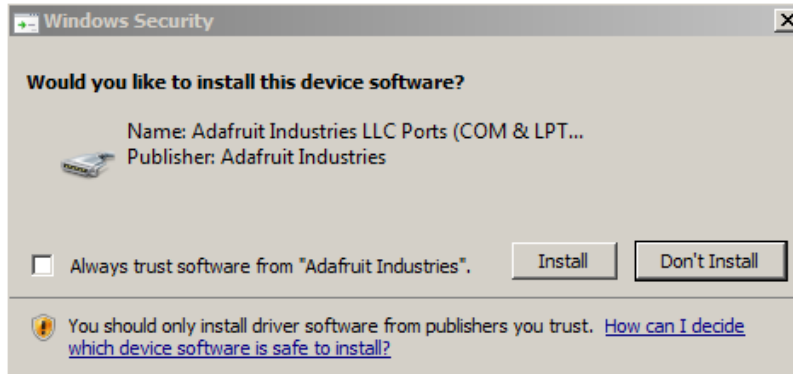 Windows Security
Would you like to install this device software?
Name: Adafruit Industries LLC Ports (COM & LPT...
Publisher: Adafruit Industries
Always trust software from "Adafruit Industries".
Install
Don't Install
You should only install driver software from publishers you trust. How can I decide
which device software is safe to install?